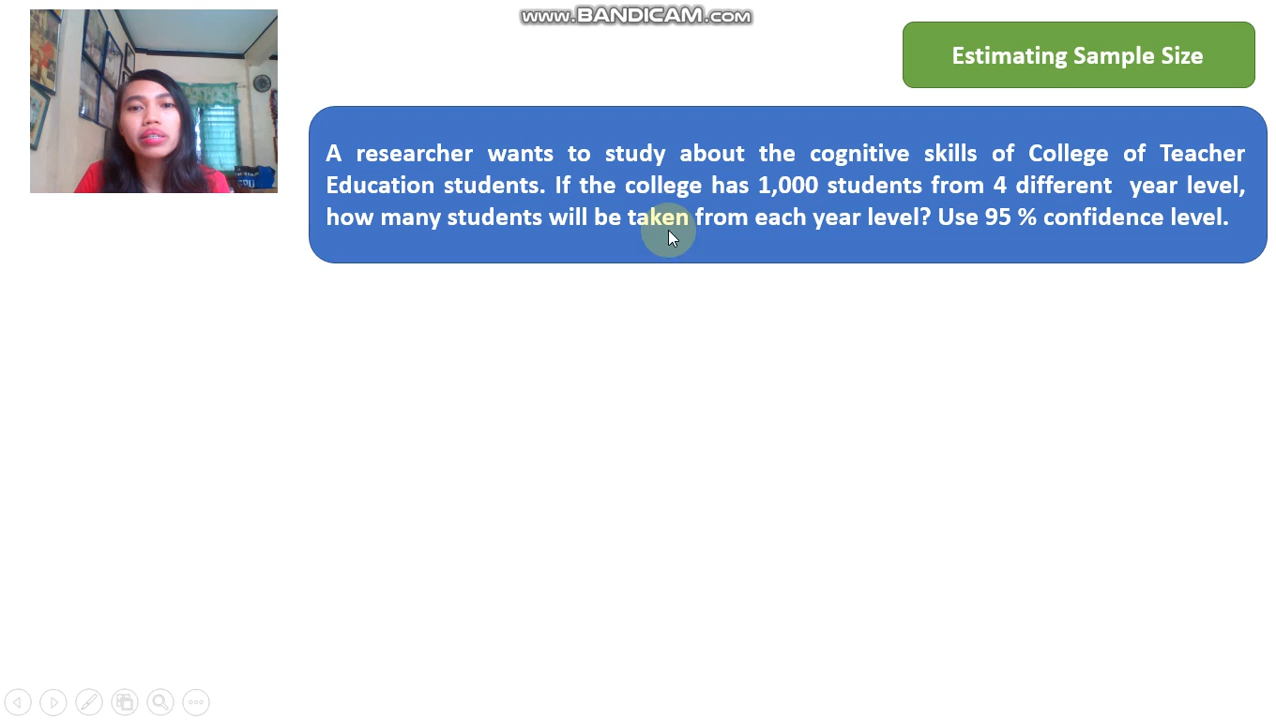 www.BANDICAM.com
Estimating Sample Size
A researcher wants to study about the cognitive skills of College of Teacher
Education students. If the college has 1,000 students from 4 different year level,
how many students will be taken from each year level? Use 95 % confidence level.